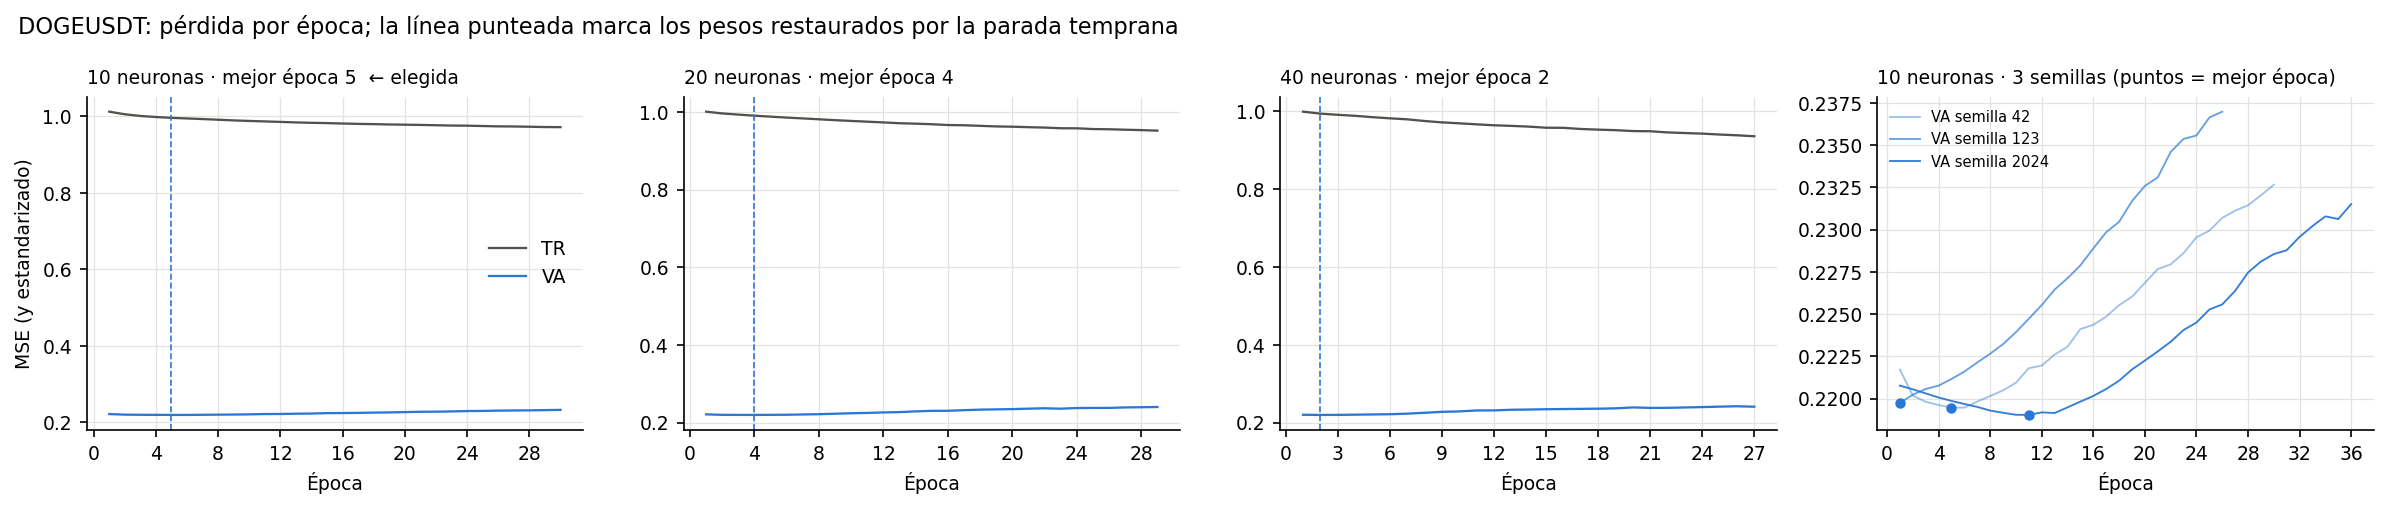 DOGEUSDT: pérdida por época; la línea punteada marca los pesos restaurados por la parada temprana
10 neuronas · mejor época 5 ← elegida
MSE (y estandarizado)
1.0
0.8
0.6
0.4
0.2
TR
VA
0 4 8 12 16 20 24 28
Época
20 neuronas · mejor época 4
1.0
0.8
0.6
0.4
0.2
0 4 8 12 16 20 24 28
Época
40 neuronas · mejor época 2
1.0
0.8
0.6
0.4
0.2
0 3 6 9 12 15 18 21 24 27
Época
10 neuronas · 3 semillas (puntos = mejor época)
0.2375
0.2350
0.2325
0.2300
0.2275
0.2250
0.2225
0.2200
VA semilla 42
VA semilla 123
VA semilla 2024
0 4 8 12 16 20 24 28 32 36
Época